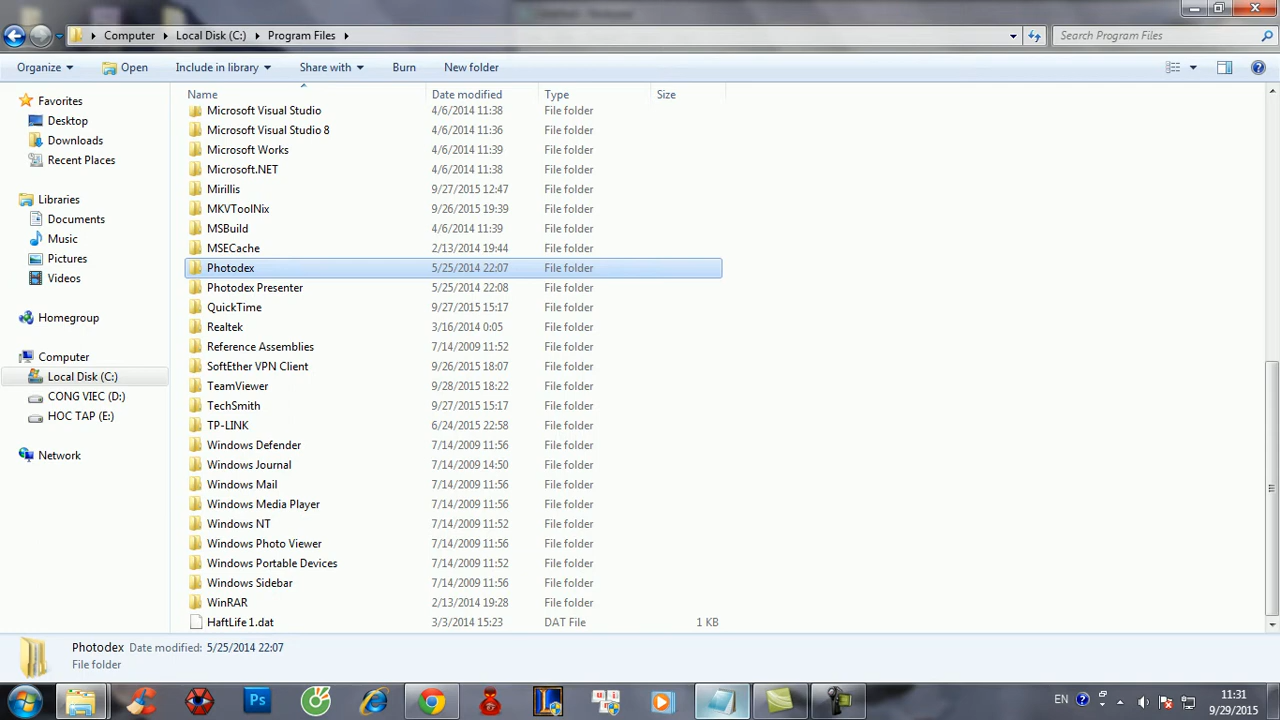 Computer Local Disk (C:) Program Files
Search Program Files
Organize Open Include in library Share with Burn New folder
Favorites
Desktop
Downloads
Recent Places
Libraries
Documents
Music
Pictures
Videos
Homegroup
Computer
Local Disk (C:)
CONG VIEC (D:)
HOC TAP (E:)
Network
Name Date modified Type Size
Microsoft Visual Studio 4/6/2014 11:38 File folder
Microsoft Visual Studio 8 4/6/2014 11:36 File folder
Microsoft Works 4/6/2014 11:39 File folder
Microsoft.NET 4/6/2014 11:38 File folder
Mirillis 9/27/2015 12:47 File folder
MKVToolNix 9/26/2015 19:39 File folder
MSBuild 4/6/2014 11:39 File folder
MSECache 2/13/2014 19:44 File folder
Photodex 5/25/2014 22:07 File folder
Photodex Presenter 5/25/2014 22:08 File folder
QuickTime 9/27/2015 15:17 File folder
Realtek 3/16/2014 0:05 File folder
Reference Assemblies 7/14/2009 11:52 File folder
SoftEther VPN Client 9/26/2015 18:07 File folder
TeamViewer 9/28/2015 18:22 File folder
TechSmith 9/27/2015 15:17 File folder
TP-LINK 6/24/2015 22:58 File folder
Windows Defender 7/14/2009 11:56 File folder
Windows Journal 7/14/2009 14:50 File folder
Windows Mail 7/14/2009 11:56 File folder
Windows Media Player 7/14/2009 11:56 File folder
Windows NT 7/14/2009 11:52 File folder
Windows Photo Viewer 7/14/2009 11:56 File folder
Windows Portable Devices 7/14/2009 11:52 File folder
Windows Sidebar 7/14/2009 11:56 File folder
WinRAR 2/13/2014 19:28 File folder
HaftLife 1.dat 3/3/2014 15:23 DAT File 1 KB
Photodex Date modified: 5/25/2014 22:07
File folder
Ps
EN
11:31
9/29/2015